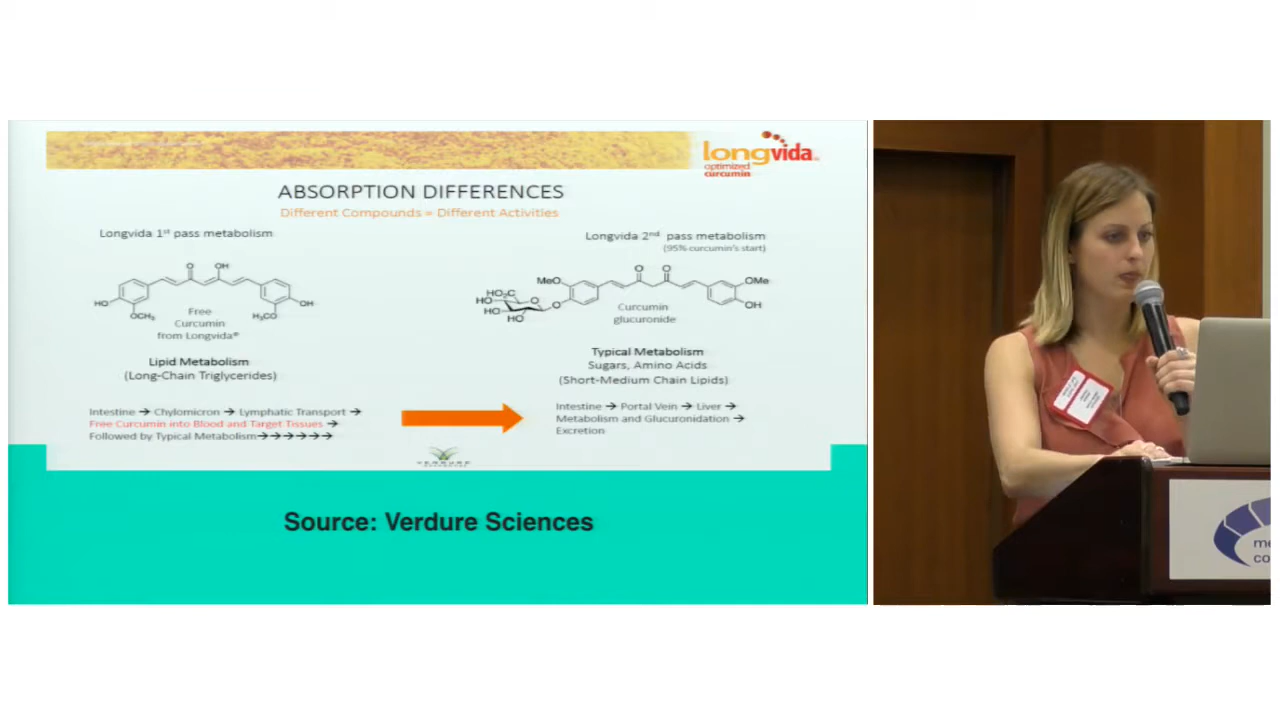 longvida
optimized
curcumin
ABSORPTION DIFFERENCES
Different Compounds = Different Activities
Longvida 1st pass metabolism
O
OH
HO
OCH₃
H₃CO
OH
Free
Curcumin
from Longvida®
Lipid Metabolism
(Long-Chain Triglycerides)
Intestine → Chylomicron → Lymphatic Transport →
Free Curcumin into Blood and Target Tissues →
Followed by Typical Metabolism→→→→→→
Longvida 2nd pass metabolism
(95% curcumin's start)
O
O
MeO
OMe
HO₂C
HO
HO
HO
O
O
OH
Curcumin
glucuronide
Typical Metabolism
Sugars, Amino Acids
(Short-Medium Chain Lipids)
Intestine → Portal Vein → Liver →
Metabolism and Glucuronidation →
Excretion
VERDURE
Source: Verdure Sciences
me
co